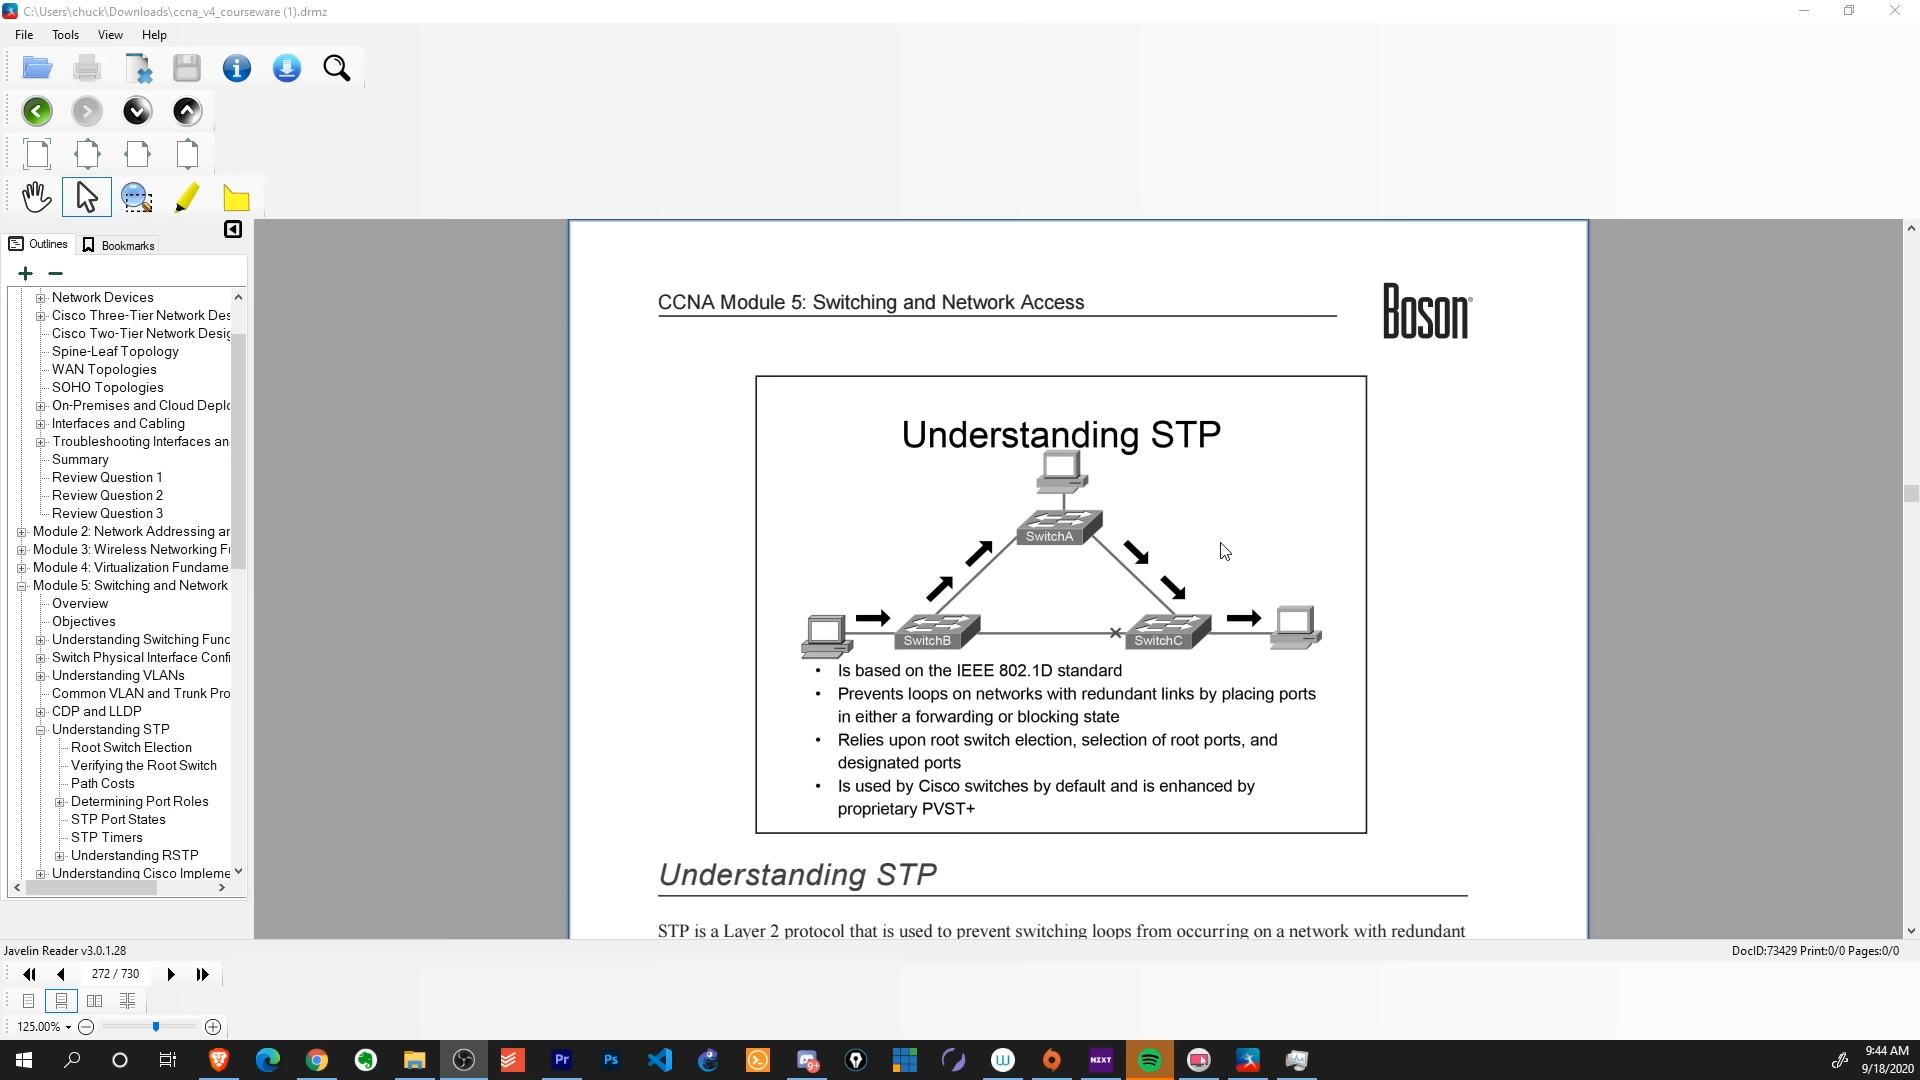 C:\Users\chuck\Downloads\ccna_v4_courseware (1).drmz
File Tools View Help
Outlines Bookmarks
Network Devices
Cisco Three-Tier Network Des
Cisco Two-Tier Network Desig
Spine-Leaf Topology
WAN Topologies
SOHO Topologies
On-Premises and Cloud Deplo
Interfaces and Cabling
Troubleshooting Interfaces an
Summary
Review Question 1
Review Question 2
Review Question 3
Module 2: Network Addressing an
Module 3: Wireless Networking Fu
Module 4: Virtualization Fundame
Module 5: Switching and Network
Overview
Objectives
Understanding Switching Func
Switch Physical Interface Confi
Understanding VLANs
Common VLAN and Trunk Pro
CDP and LLDP
Understanding STP
Root Switch Election
Verifying the Root Switch
Path Costs
Determining Port Roles
STP Port States
STP Timers
Understanding RSTP
Understanding Cisco Impleme
CCNA Module 5: Switching and Network Access
Boson
Understanding STP
SwitchA
SwitchB
SwitchC
• Is based on the IEEE 802.1D standard
• Prevents loops on networks with redundant links by placing ports
in either a forwarding or blocking state
• Relies upon root switch election, selection of root ports, and
designated ports
• Is used by Cisco switches by default and is enhanced by
proprietary PVST+
Understanding STP
STP is a Layer 2 protocol that is used to prevent switching loops from occurring on a network with redundant
Javelin Reader v3.0.1.28
DocID:73429 Print:0/0 Pages:0/0
272 / 730
125.00%
Pr
Ps
9+
W
NZXT
9:44 AM
9/18/2020